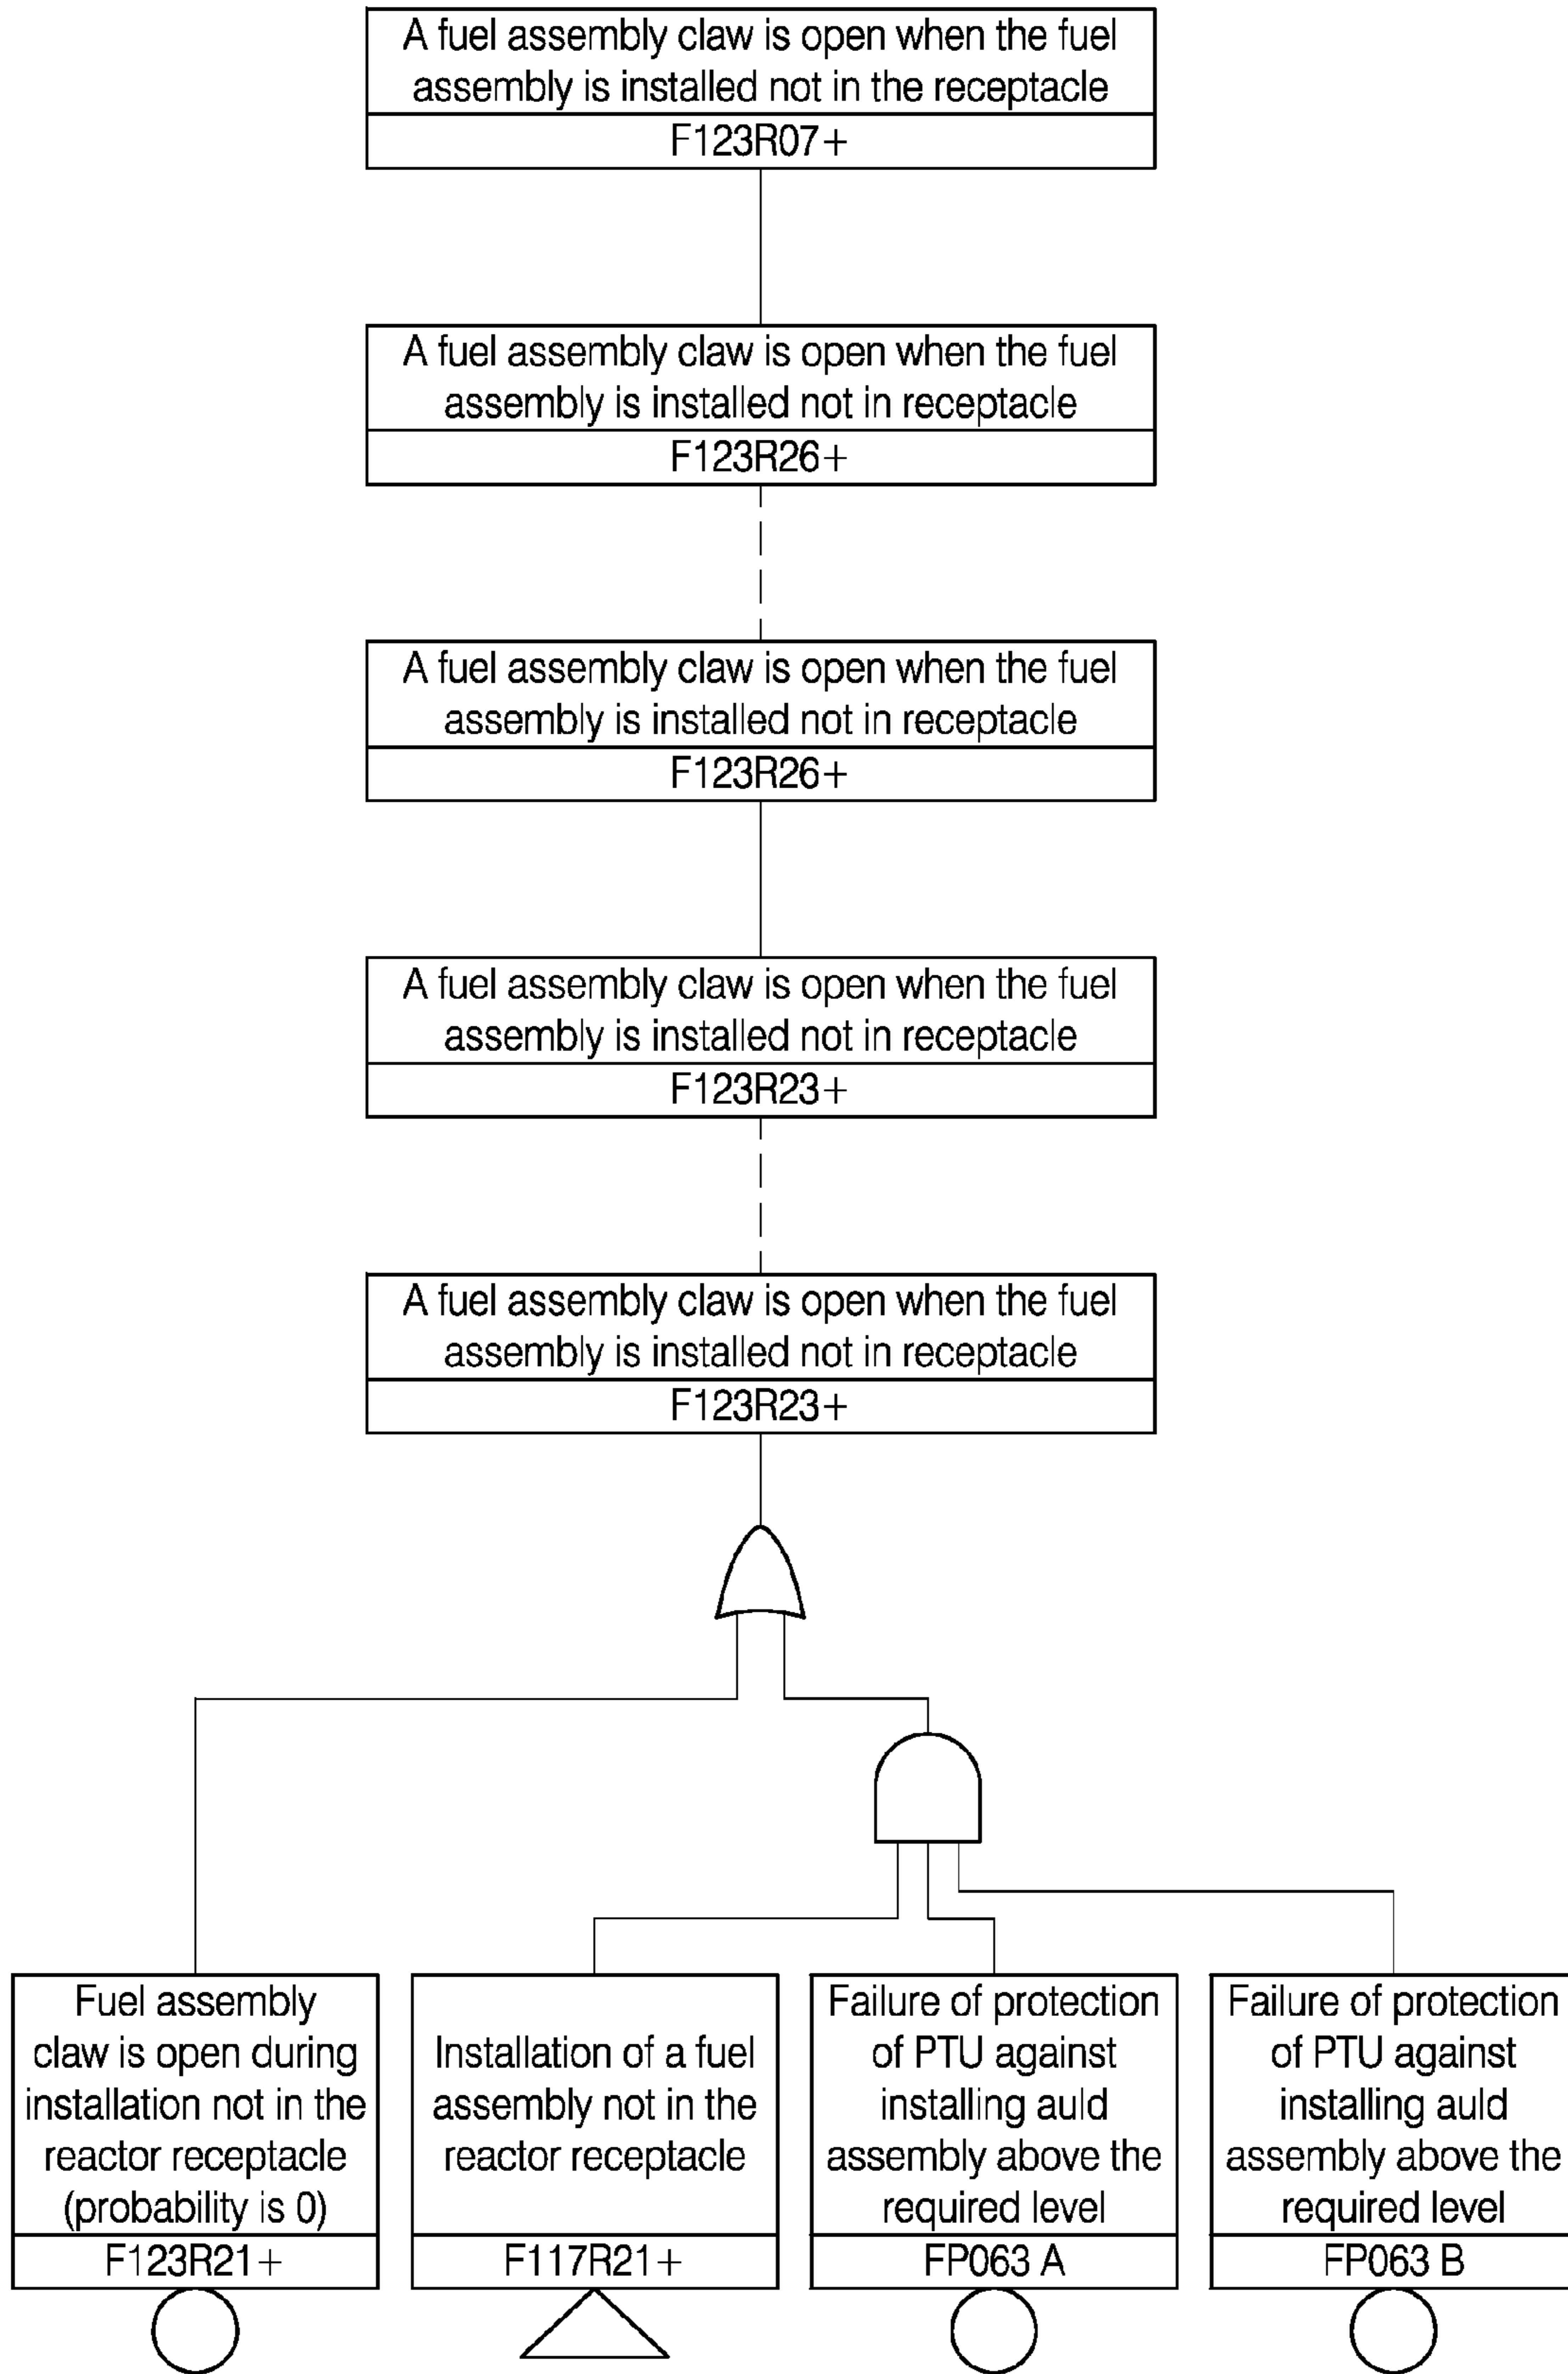 A fuel assembly claw is open when the fuel
assembly is installed not in the receptacle
F123R07+
A fuel assembly claw is open when the fuel
assembly is installed not in receptacle
F123R26+
A fuel assembly claw is open when the fuel
assembly is installed not in receptacle
F123R26+
A fuel assembly claw is open when the fuel
assembly is installed not in receptacle
F123R23+
A fuel assembly claw is open when the fuel
assembly is installed not in receptacle
F123R23+
Fuel assembly
claw is open during
installation not in the
reactor receptacle
(probability is 0)
F123R21+
Installation of a fuel
assembly not in the
reactor receptacle
F117R21+
Failure of protection
of PTU against
installing auld
assembly above the
required level
FP063 A
Failure of protection
of PTU against
installing auld
assembly above the
required level
FP063 B